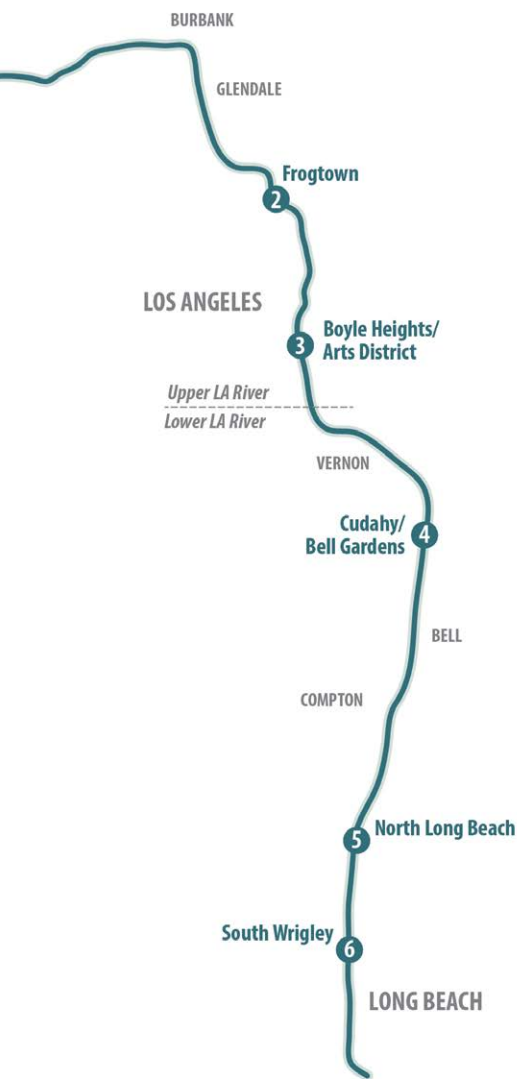 BURBANK
GLENDALE
Frogtown
2
LOS ANGELES
Boyle Heights/
Arts District
3
Upper LA River
Lower LA River
VERNON
Cudahy/
Bell Gardens
4
BELL
COMPTON
North Long Beach
5
South Wrigley
6
LONG BEACH